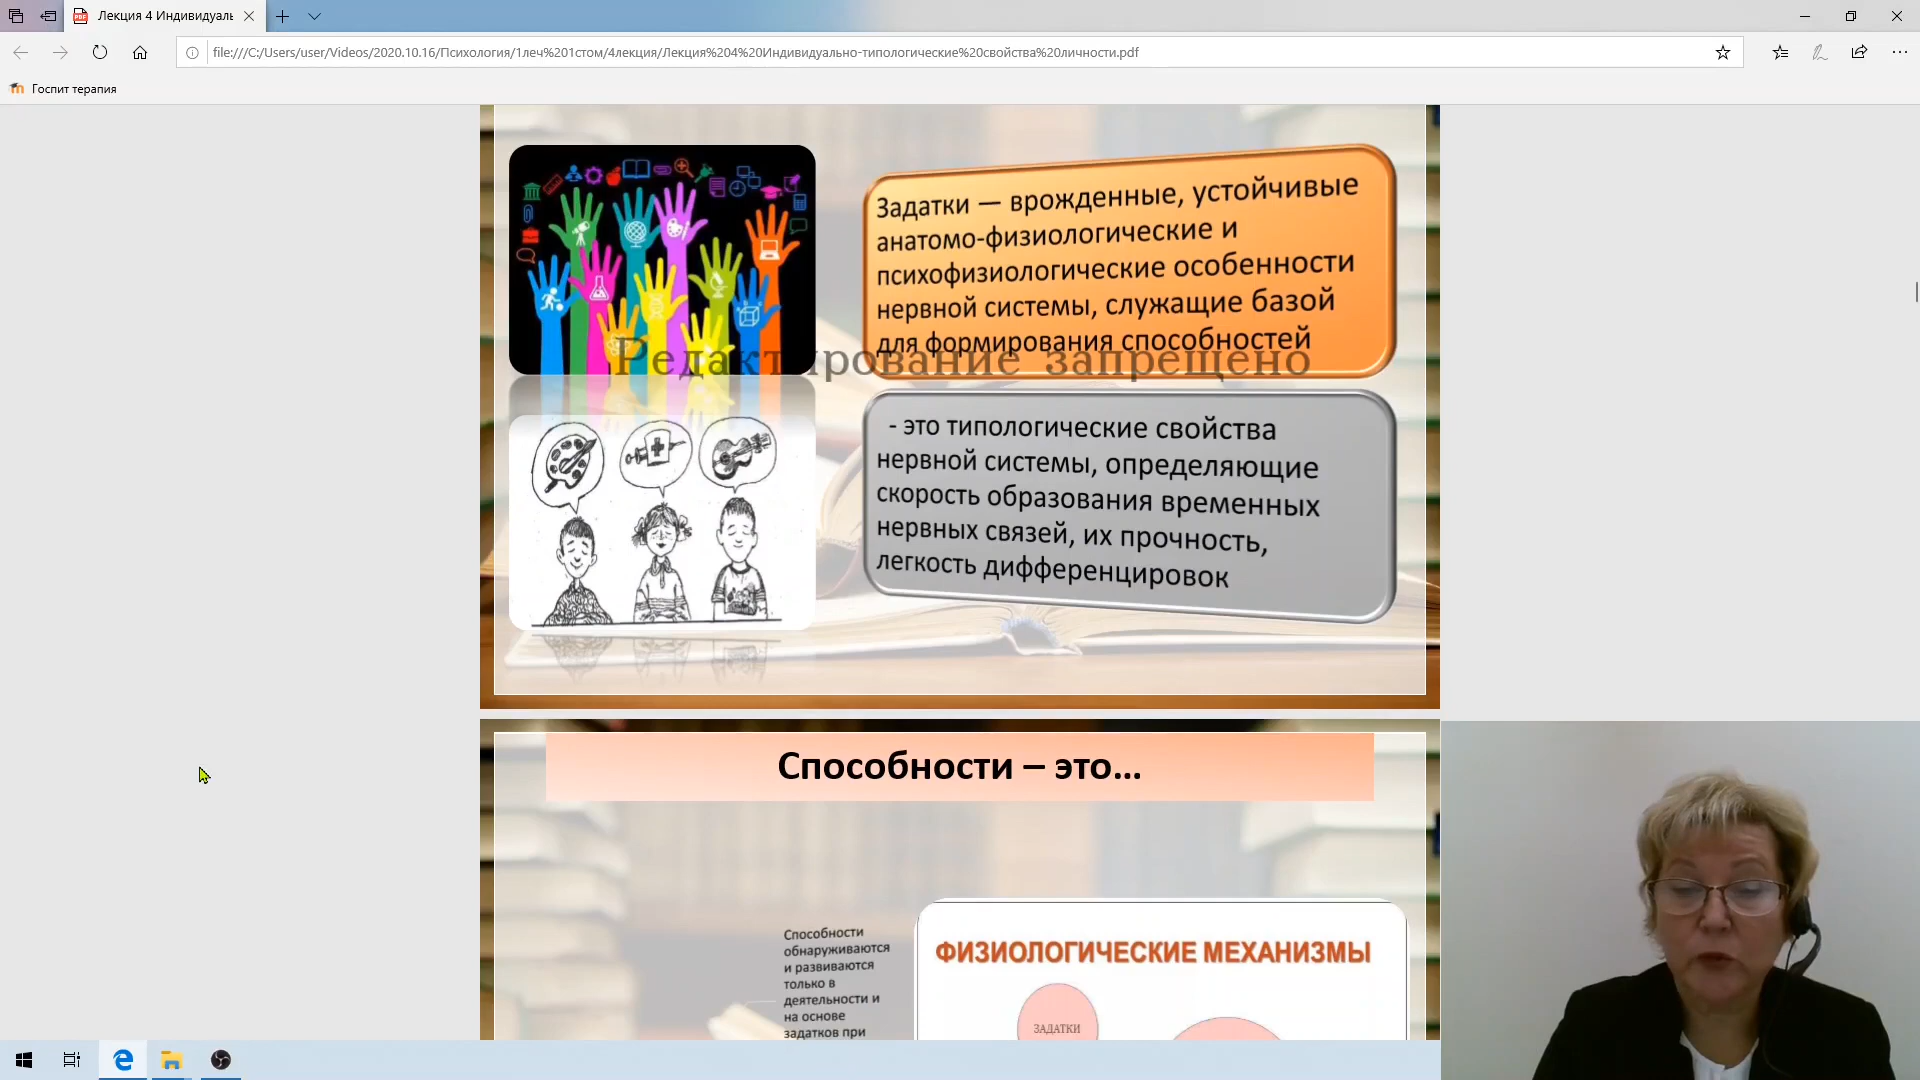 Лекция 4 Индивидуаль
file:///C:/Users/user/Videos/2020.10.16/Психология/1леч%201стом/4лекция/Лекция%204%20Индивидуально-типологические%20свойства%20личности.pdf
Госпит терапия
Задатки — врожденные, устойчивые
анатомо-физиологические и
психофизиологические особенности
нервной системы, служащие базой
для формирования способностей
Редактирование запрещено
- это типологические свойства
нервной системы, определяющие
скорость образования временных
нервных связей, их прочность,
легкость дифференцировок
Способности – это...
Способности
обнаруживаются
и развиваются
только в
деятельности и
на основе
задатков при
ФИЗИОЛОГИЧЕСКИЕ МЕХАНИЗМЫ
ЗАДАТКИ